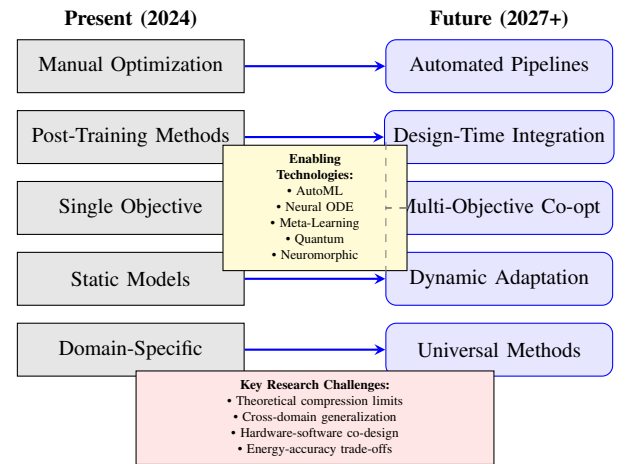 Present (2024)
Future (2027+)
Manual Optimization
Automated Pipelines
Post-Training Methods
Design-Time Integration
Enabling
Technologies:
• AutoML
• Neural ODE
• Meta-Learning
• Quantum
• Neuromorphic
Single Objective
Multi-Objective Co-opt
Static Models
Dynamic Adaptation
Domain-Specific
Universal Methods
Key Research Challenges:
• Theoretical compression limits
• Cross-domain generalization
• Hardware-software co-design
• Energy-accuracy trade-offs